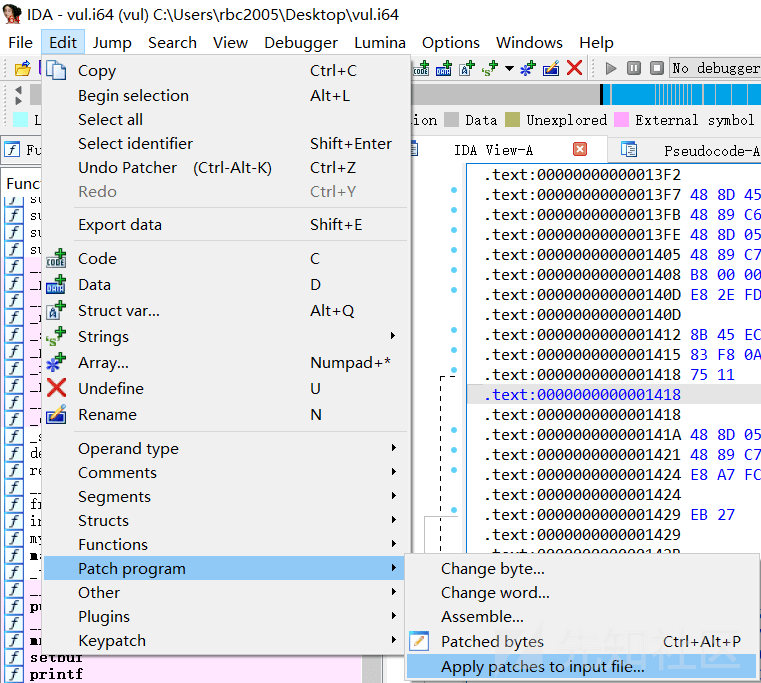 IDA - vul.i64 (vul) C:\Users\rbc2005\Desktop\vul.i64
File Edit Jump Search View Debugger Lumina Options Windows Help
No debugger
Data Unexplored External symbol
IDA View-A Pseudocode-A
Copy Ctrl+C
Begin selection Alt+L
Select all
Select identifier Shift+Enter
Undo Patcher (Ctrl-Alt-K) Ctrl+Z
Redo Ctrl+Y
Export data Shift+E
Code C
Data D
Struct var... Alt+Q
Strings
Array... Numpad+*
Undefine U
Rename N
Operand type
Comments
Segments
Structs
Functions
Patch program
Other
Plugins
Keypatch
Change byte...
Change word...
Assemble...
Patched bytes Ctrl+Alt+P
Apply patches to input file...
.text:00000000000013F2
.text:00000000000013F7 48 8D 45
.text:00000000000013FB 48 89 C6
.text:00000000000013FE 48 8D 05
.text:0000000000001405 48 89 C7
.text:0000000000001408 B8 00 00
.text:000000000000140D E8 2E FD
.text:000000000000140D
.text:0000000000001412 8B 45 EC
.text:0000000000001415 83 F8 0A
.text:0000000000001418 75 11
.text:0000000000001418
.text:0000000000001418
.text:000000000000141A 48 8D 05
.text:0000000000001421 48 89 C7
.text:0000000000001424 E8 A7 FC
.text:0000000000001424
.text:0000000000001429 EB 27
.text:0000000000001429
setbuf
printf